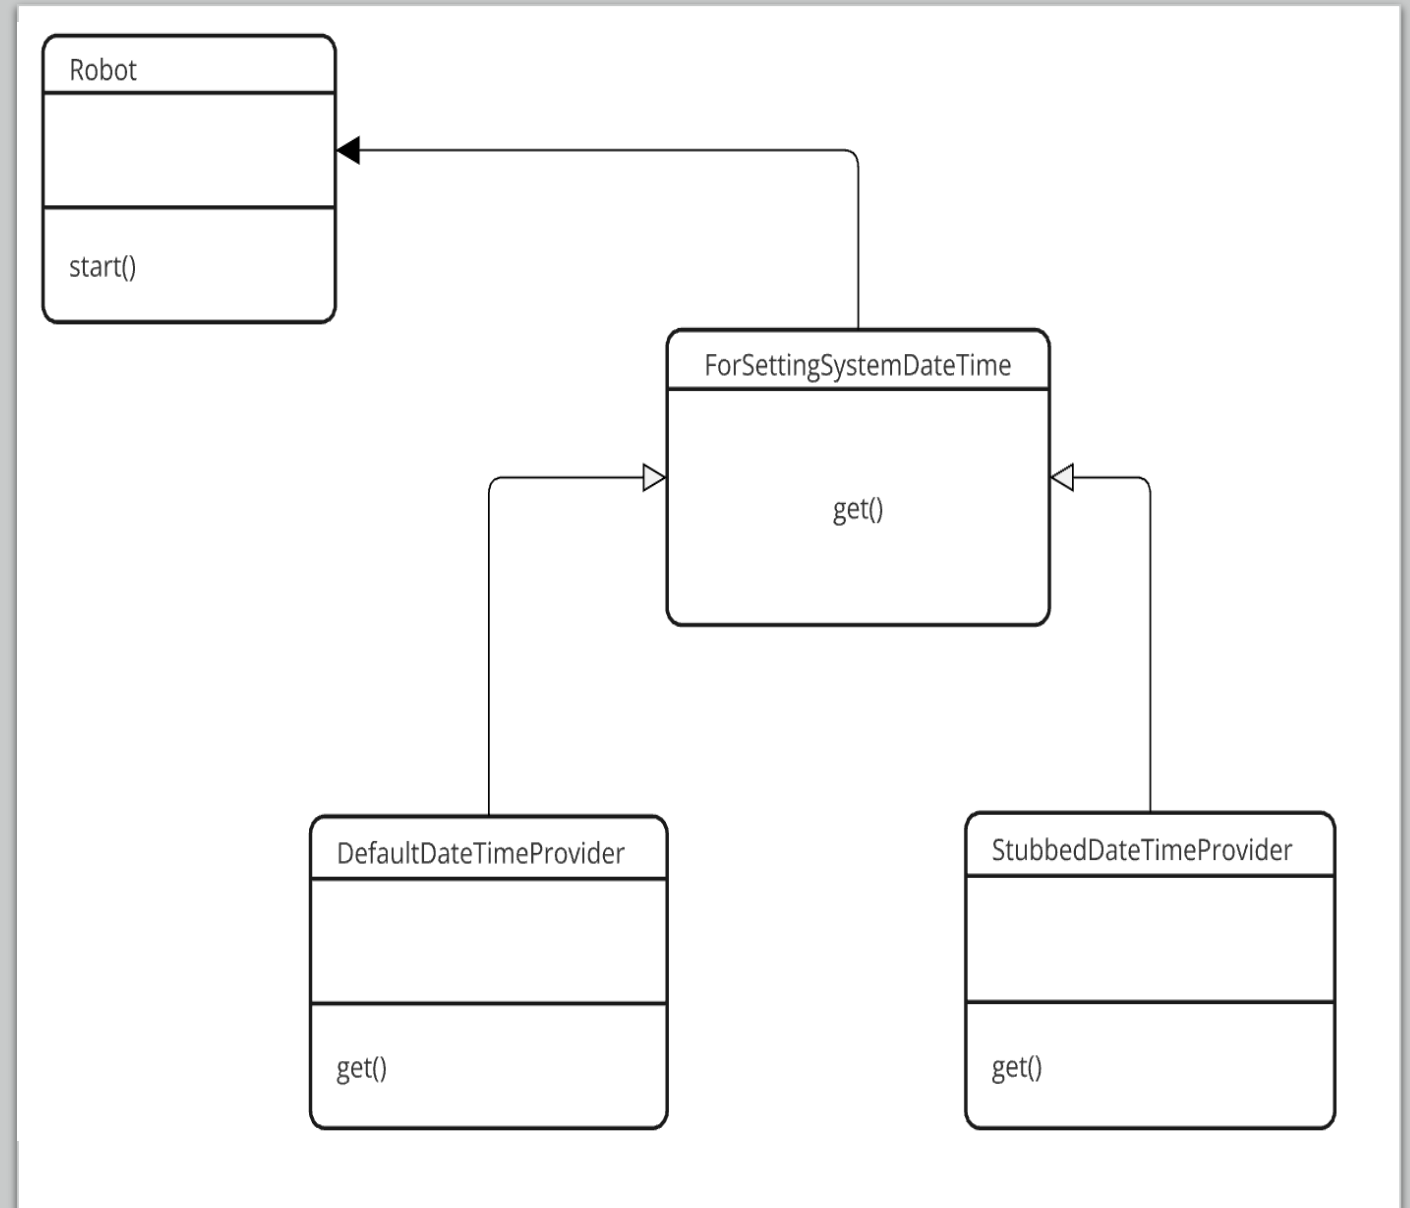 Robot
start()
ForSettingSystemDateTime
get()
DefaultDateTimeProvider
get()
StubbedDateTimeProvider
get()